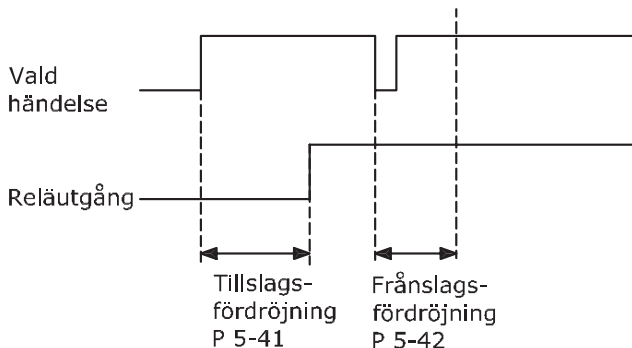 Vald
händelse
Reläutgång
Tillslags-
fördröjning
P 5-41
Frånslags-
fördröjning
P 5-42